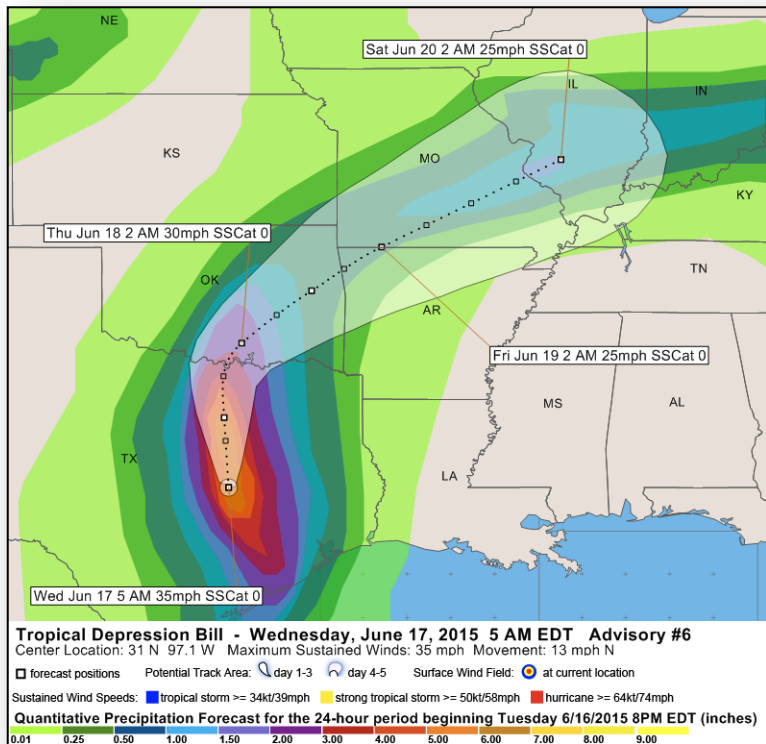 NE
Sat Jun 20 2 AM 25mph SSCat 0
IL
IN
KS
MO
KY
Thu Jun 18 2 AM 30mph SSCat 0
OK
TN
AR
Fri Jun 19 2 AM 25mph SSCat 0
MS
AL
TX
LA
Wed Jun 17 5 AM 35mph SSCat 0
Tropical Depression Bill - Wednesday, June 17, 2015 5 AM EDT Advisory #6
Center Location: 31 N 97.1 W Maximum Sustained Winds: 35 mph Movement: 13 mph N
forecast positions Potential Track Area: day 1-3 day 4-5 Surface Wind Field: at current location
Sustained Wind Speeds: tropical storm >= 34kt/39mph strong tropical storm >= 50kt/58mph hurricane >= 64kt/74mph
Quantitative Precipitation Forecast for the 24-hour period beginning Tuesday 6/16/2015 8PM EDT (inches)
0.01 0.25 0.50 1.00 1.50 2.00 3.00 4.00 5.00 6.00 7.00 8.00 9.00